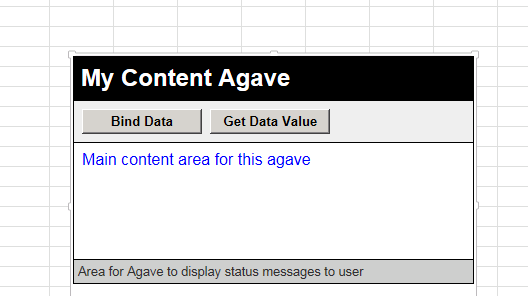 My Content Agave
Bind Data Get Data Value
Main content area for this agave
Area for Agave to display status messages to user